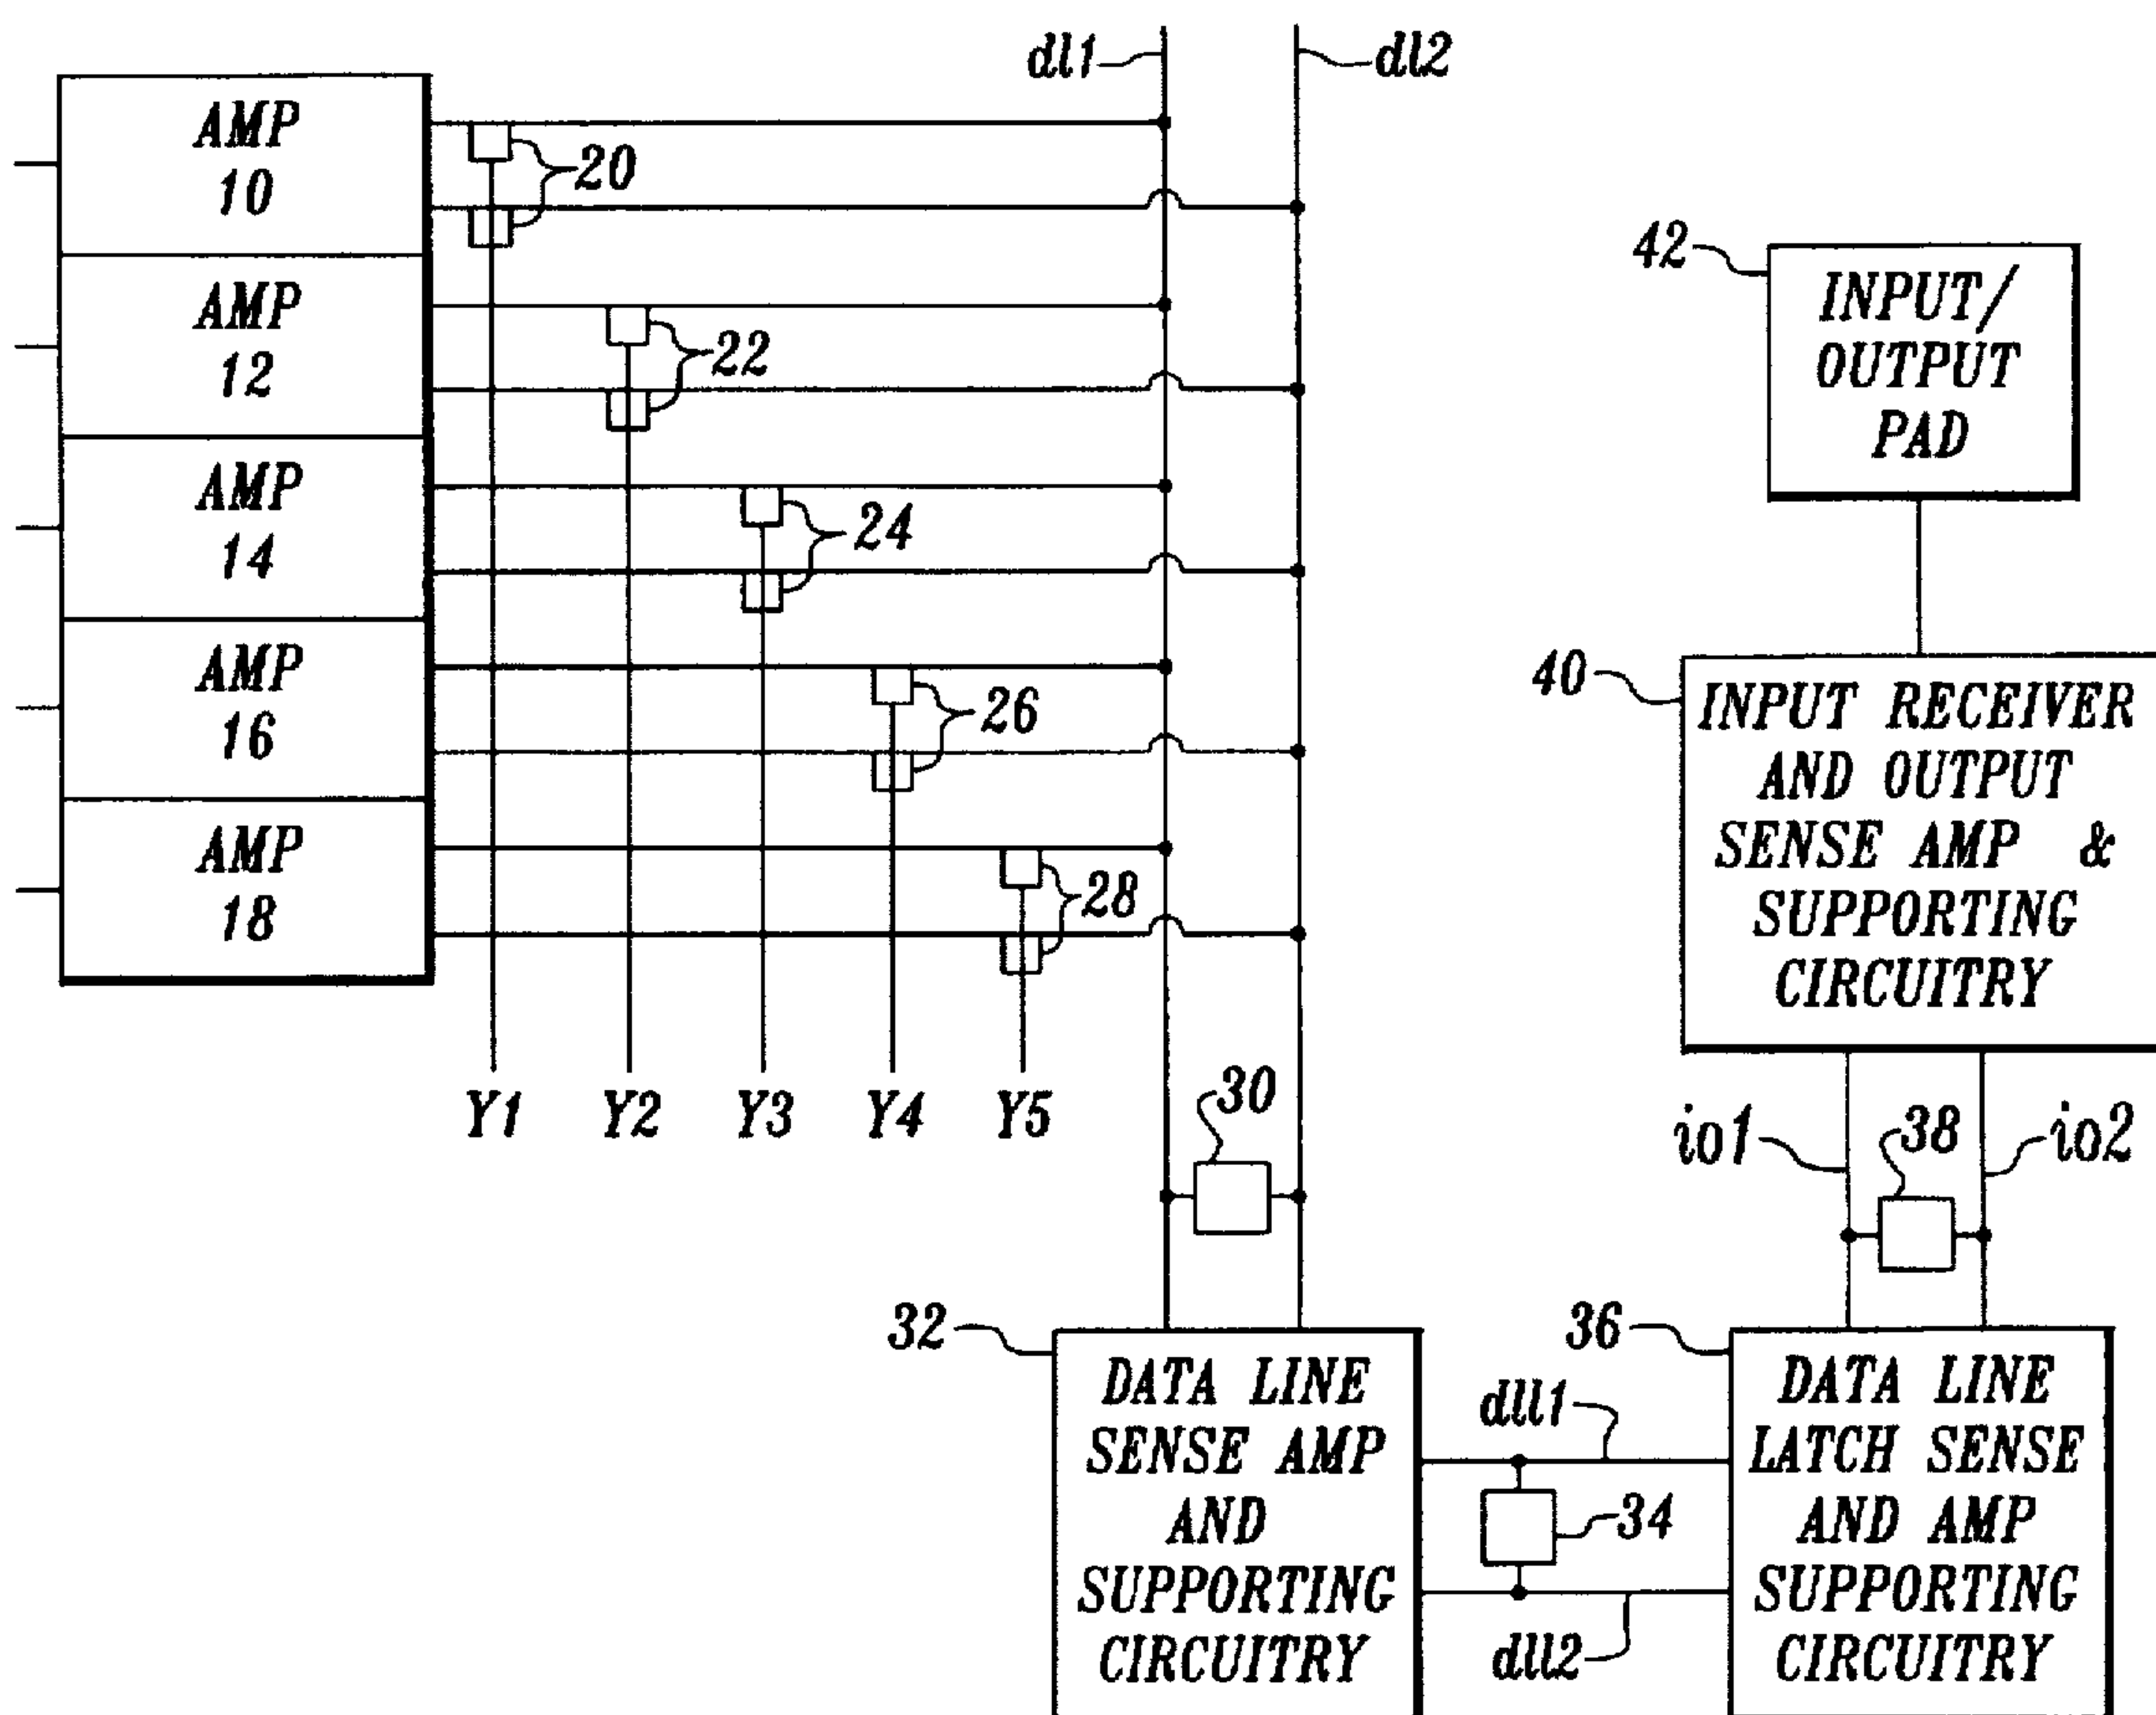 dl1
dl2
AMP
10
20
AMP
12
22
AMP
14
24
AMP
16
26
AMP
18
28
Y1 Y2 Y3 Y4 Y5
30
42
INPUT/
OUTPUT
PAD
40
INPUT RECEIVER
AND OUTPUT
SENSE AMP &
SUPPORTING
CIRCUITRY
io1
38
io2
32
DATA LINE
SENSE AMP
AND
SUPPORTING
CIRCUITRY
dll1
34
dll2
36
DATA LINE
LATCH SENSE
AND AMP
SUPPORTING
CIRCUITRY